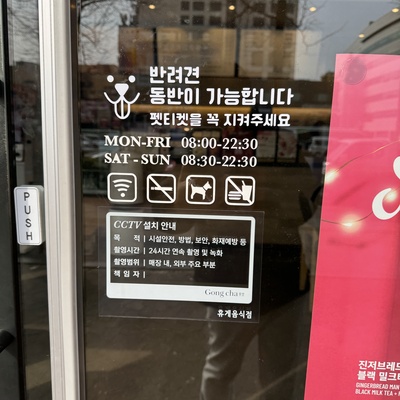 반려견
동반이 가능합니다
펫티켓을 꼭 지켜주세요
MON-FRI 08:00-22:30
SAT - SUN 08:30-22:30
PUSH
CCTV 설치 안내
목 적 | 시설안전, 방범, 보안, 화재예방 등
촬영시간 | 24시간 연속 촬영 및 녹화
촬영범위 | 매장 내, 외부 주요 부분
책 임 자 |
Gong cha
휴게음식점
진저브레드
블랙 밀크티
GINGERBREAD MAN
BLACK MILK TEA +